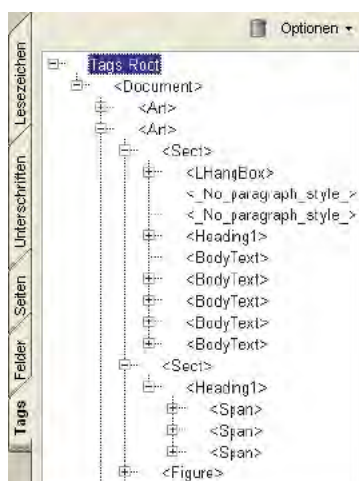 Optionen
Tags Root
<Document>
<Art>
<Art>
<Sect>
<LHangBox>
<_No_paragraph_style_>
<_No_paragraph_style_>
<Heading1>
<BodyText>
<BodyText>
<BodyText>
<BodyText>
<BodyText>
<Sect>
<Heading1>
<Span>
<Span>
<Span>
<Figure>
Lesezeichen
Unterschriften
Seiten
Felder
Tags